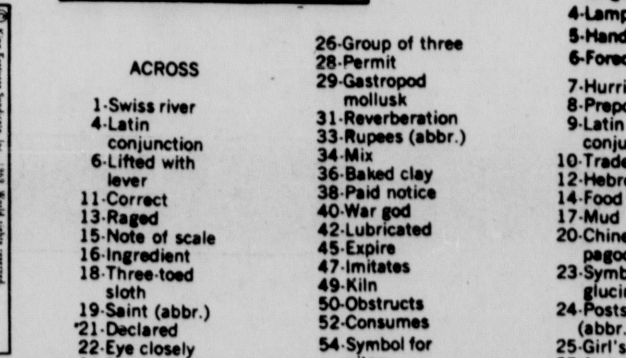 ACROSS
1-Swiss river
4-Latin
conjunction
6-Lifted with
lever
11-Correct
13-Raged
15-Note of scale
16-Ingredient
18-Three-toed
sloth
19-Saint (abbr.)
21-Declared
22-Eye closely
26-Group of three
28-Permit
29-Gastropod
mollusk
31-Reverberation
33-Rupees (abbr.)
34-Mix
36-Baked clay
38-Paid notice
40-War god
42-Lubricated
45-Expire
47-Imitates
49-Kiln
50-Obstructs
52-Consumes
54-Symbol for
4-Lamp
5-Hand
6-Fored
7-Hurri
8-Prepo
9-Latin
conju
10-Trade
12-Hebre
14-Food
17-Mud
20-Chine
pagod
23-Symb
glucin
24-Posts
(abbr.
25-Girl's